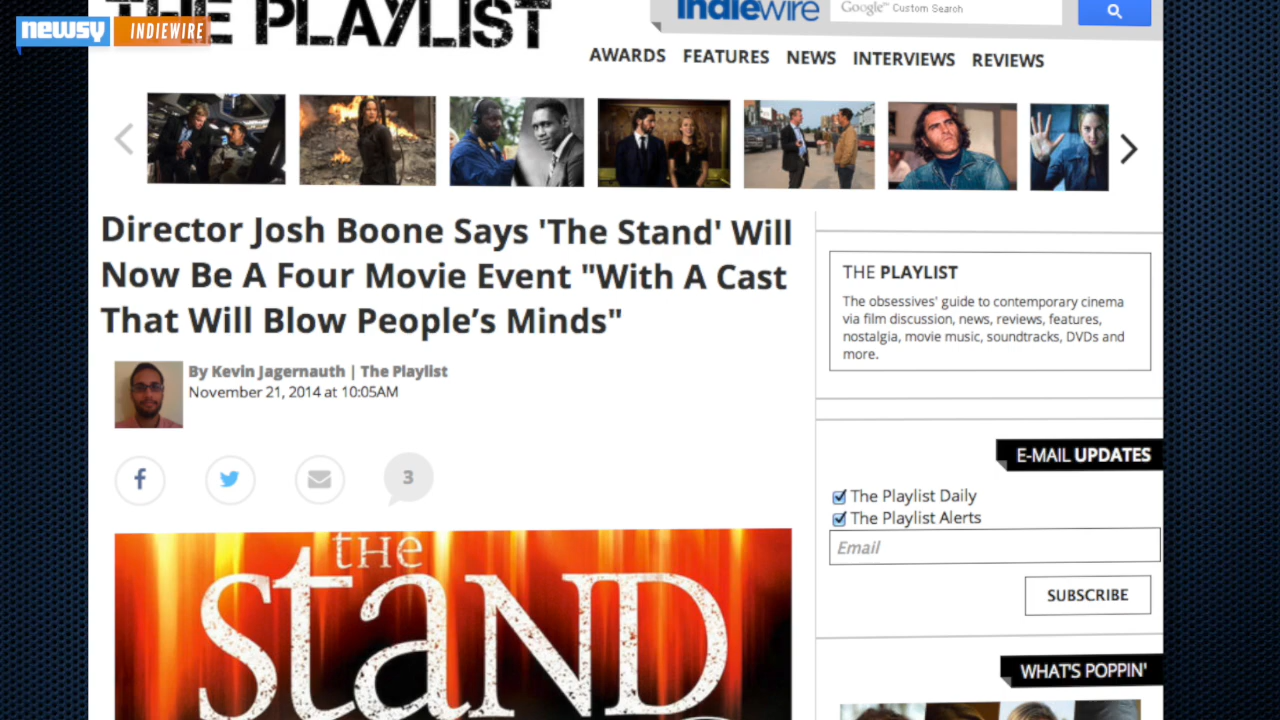 newsy INDIEWIRE
THE PLAYLIST
indiewire
Google™ Custom Search
AWARDS FEATURES NEWS INTERVIEWS REVIEWS
Director Josh Boone Says 'The Stand' Will
Now Be A Four Movie Event "With A Cast
That Will Blow People's Minds"
By Kevin Jagernauth | The Playlist
November 21, 2014 at 10:05AM
3
the
stand
THE PLAYLIST
The obsessives' guide to contemporary cinema
via film discussion, news, reviews, features,
nostalgia, movie music, soundtracks, DVDs and
more.
E-MAIL UPDATES
The Playlist Daily
The Playlist Alerts
Email
SUBSCRIBE
WHAT'S POPPIN'